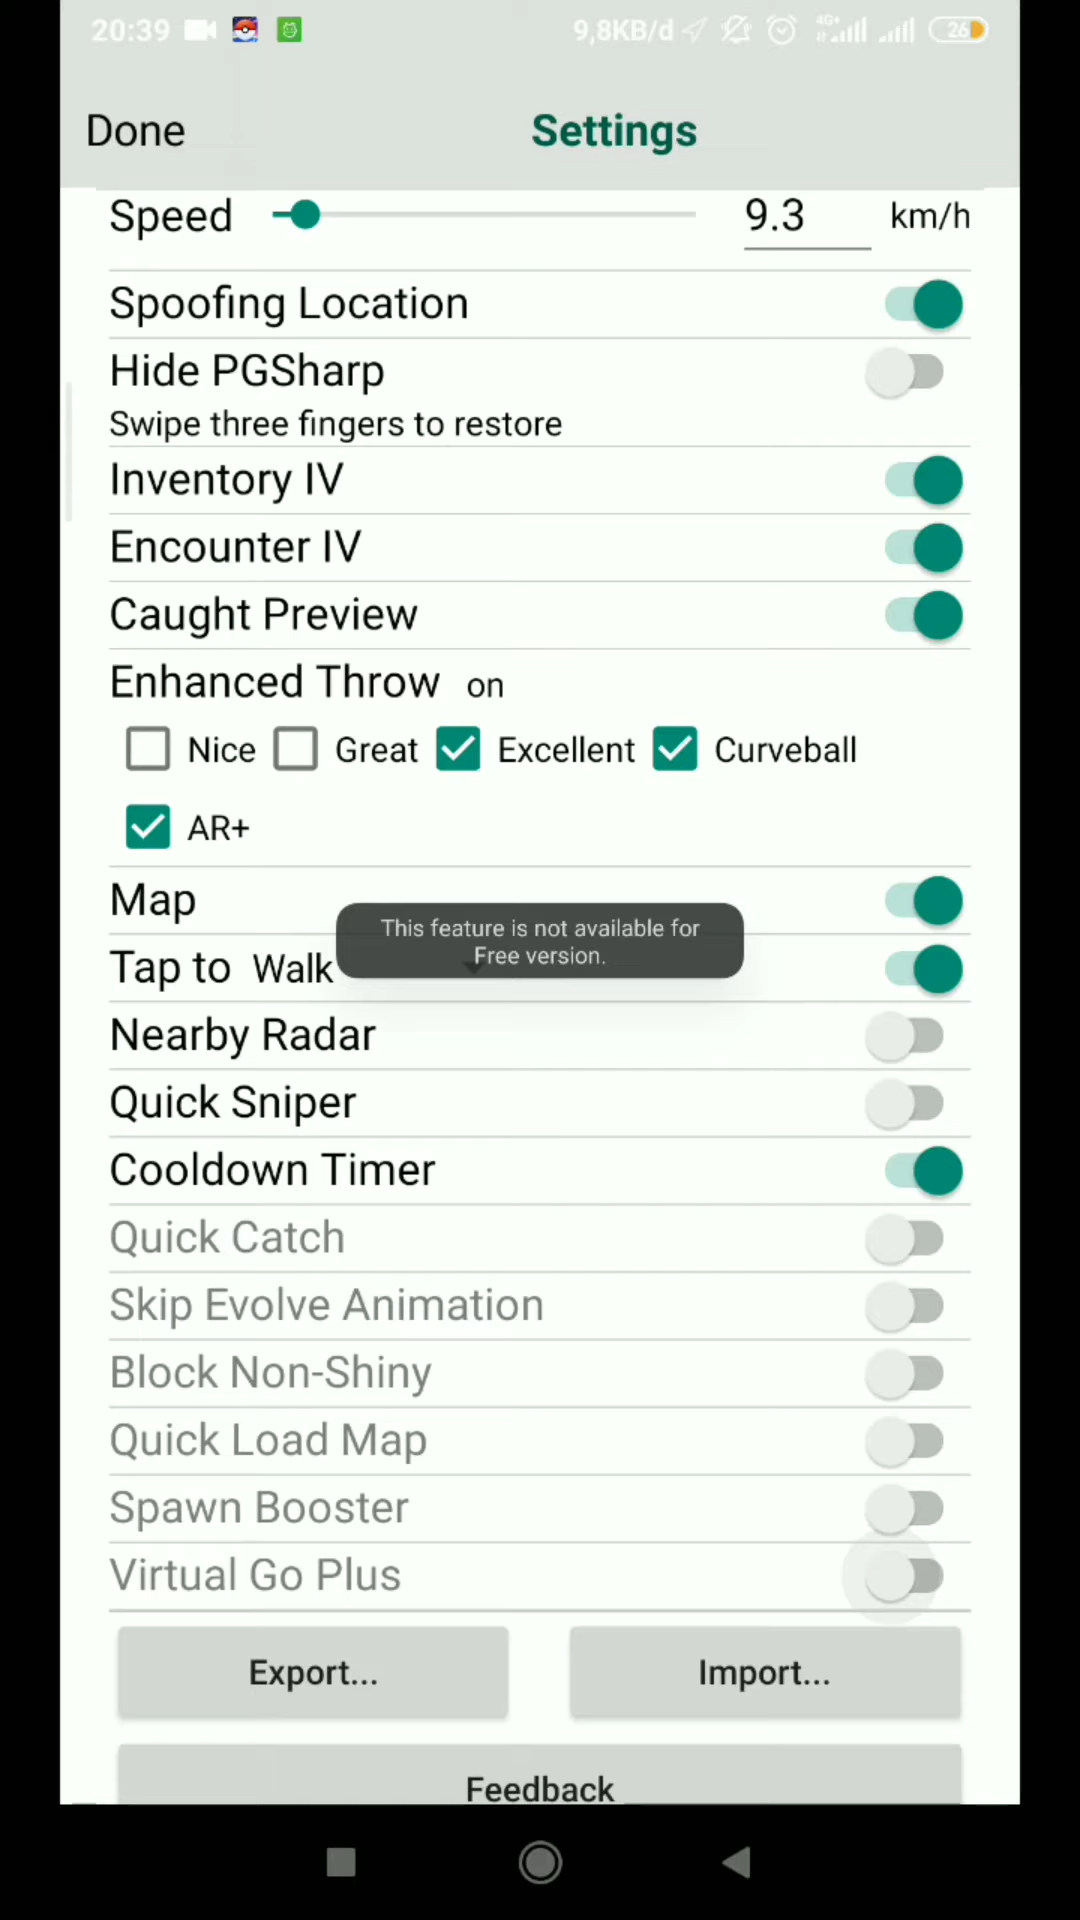 20:39 9,8KB/d 4G+ 26
Done Settings
Speed 9.3 km/h
Spoofing Location
Hide PGSharp
Swipe three fingers to restore
Inventory IV
Encounter IV
Caught Preview
Enhanced Throw on
Nice Great Excellent Curveball
AR+
Map
This feature is not available for
Free version.
Tap to Walk
Nearby Radar
Quick Sniper
Cooldown Timer
Quick Catch
Skip Evolve Animation
Block Non-Shiny
Quick Load Map
Spawn Booster
Virtual Go Plus
Export... Import...
Feedback